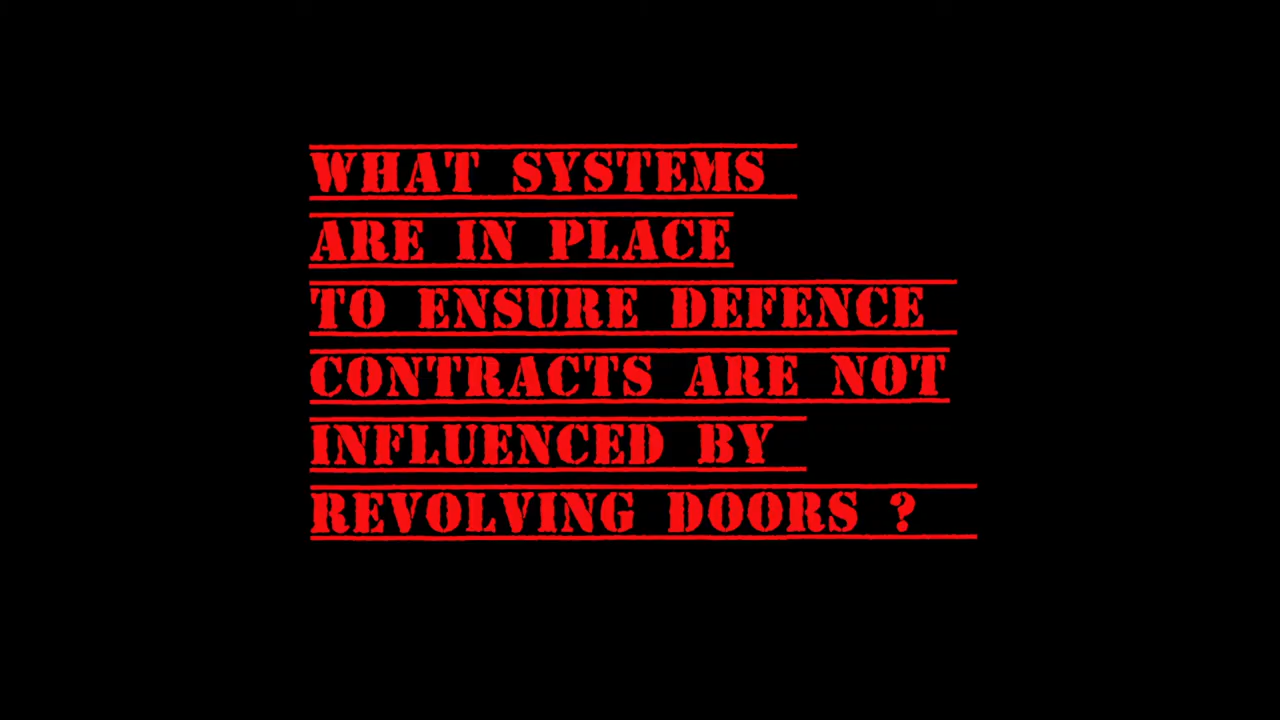 WHAT SYSTEMS
ARE IN PLACE
TO ENSURE DEFENCE
CONTRACTS ARE NOT
INFLUENCED BY
REVOLVING DOORS ?